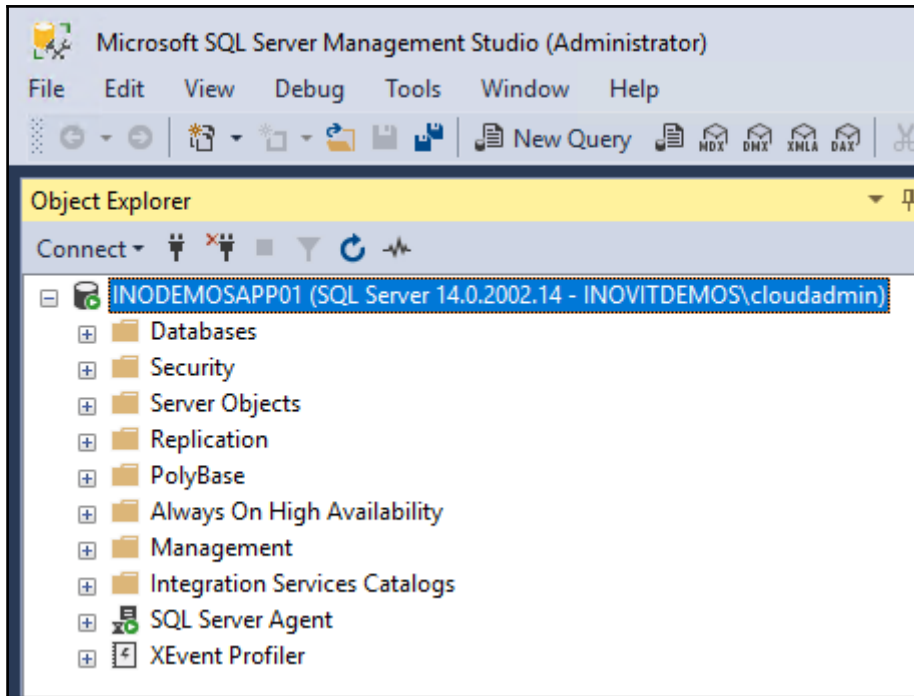 Microsoft SQL Server Management Studio (Administrator)
File Edit View Debug Tools Window Help
New Query MDX DMX XMLA DAX
Object Explorer
Connect
INODEMOSAPP01 (SQL Server 14.0.2002.14 - INOVITDEMOS\cloudadmin)
Databases
Security
Server Objects
Replication
PolyBase
Always On High Availability
Management
Integration Services Catalogs
SQL Server Agent
XEvent Profiler